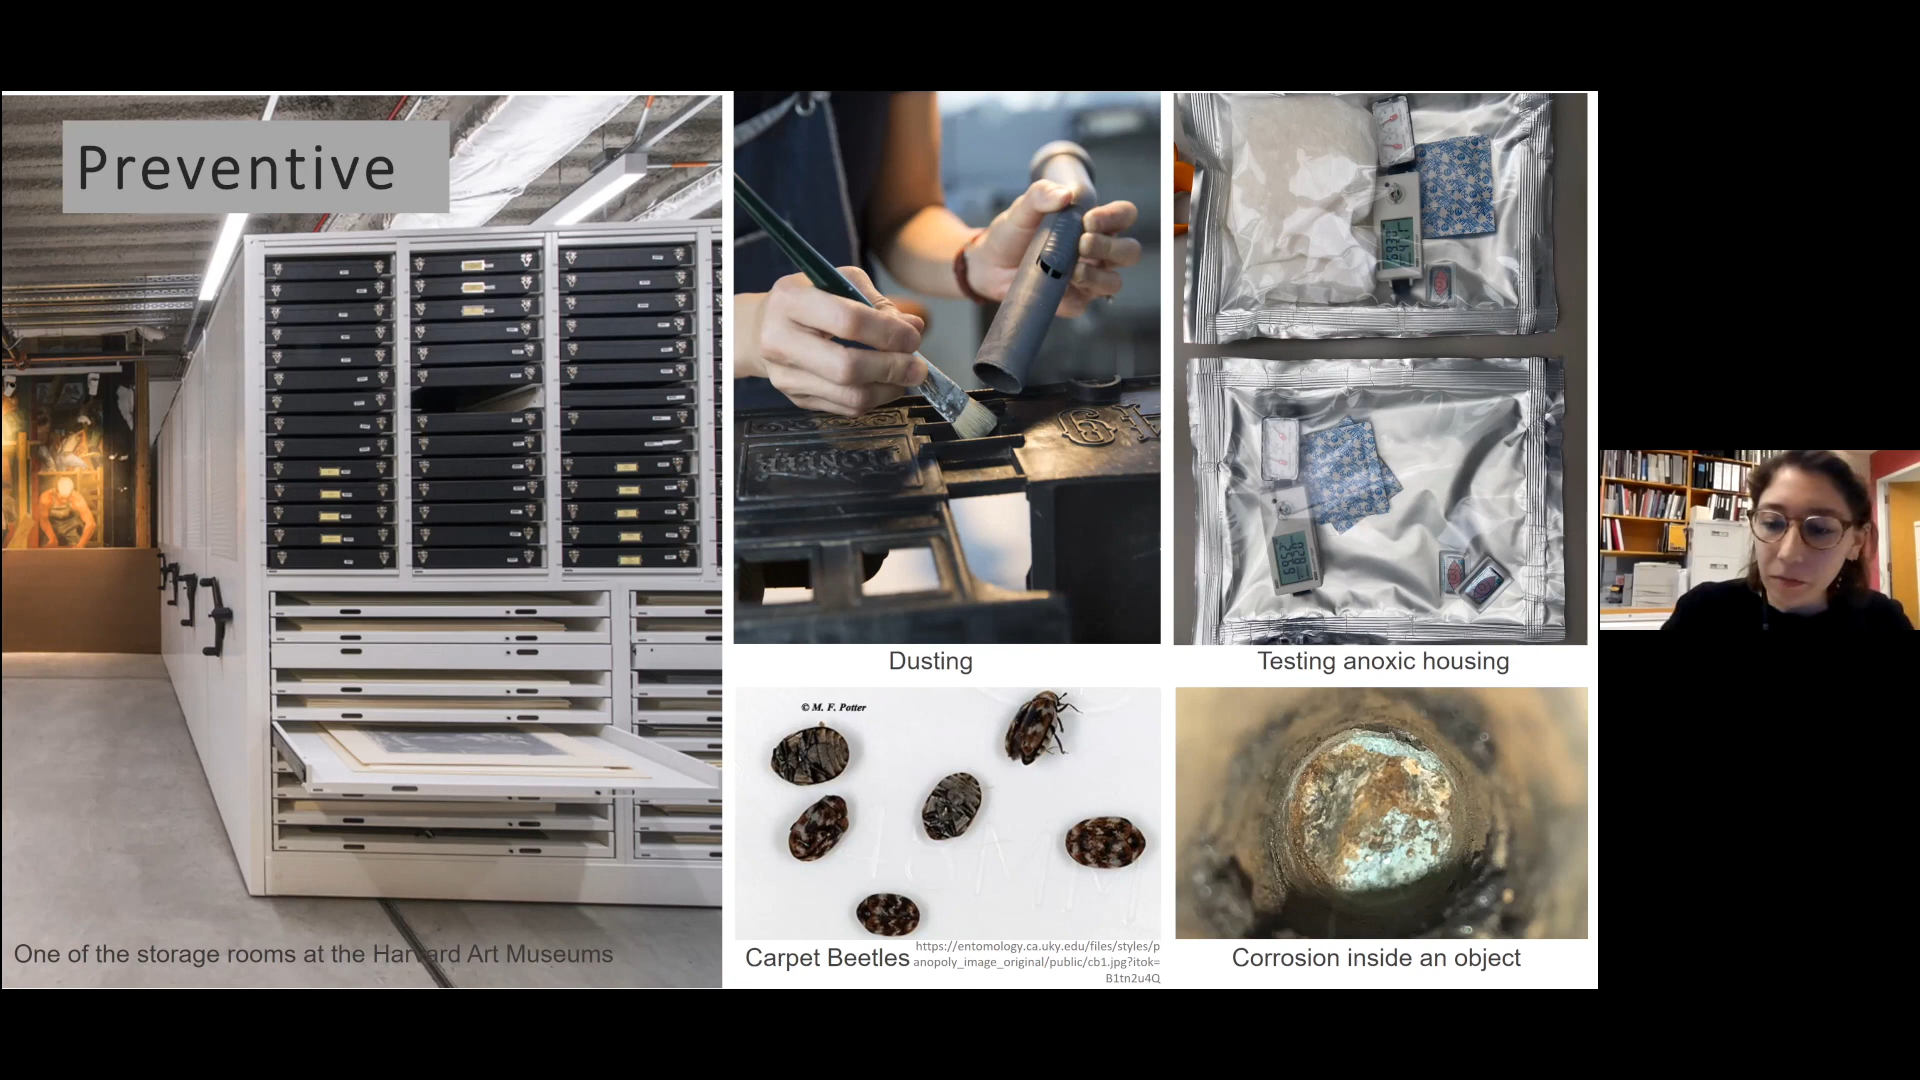 Preventive
One of the storage rooms at the Harvard Art Museums
Dusting
Testing anoxic housing
© M. F. Potter
Carpet Beetles
https://entomology.ca.uky.edu/files/styles/p
anopoly_image_original/public/cb1.jpg?itok=
B1tn2u4Q
Corrosion inside an object